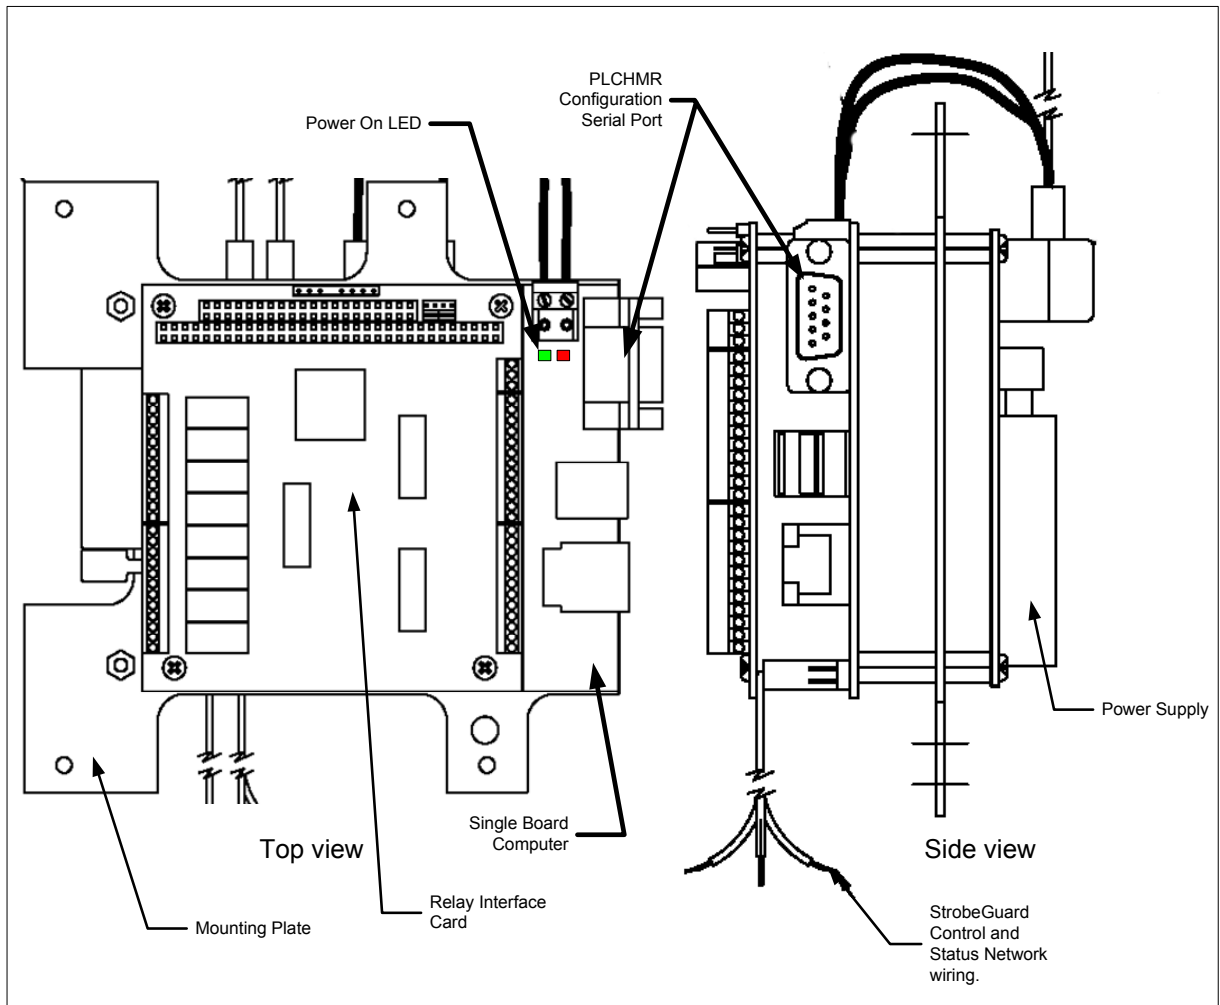 PLCHMR
Configuration
Serial Port
Power On LED
Power Supply
Single Board
Computer
Top view
Side view
Relay Interface
Card
Mounting Plate
StrobeGuard
Control and
Status Network
wiring.